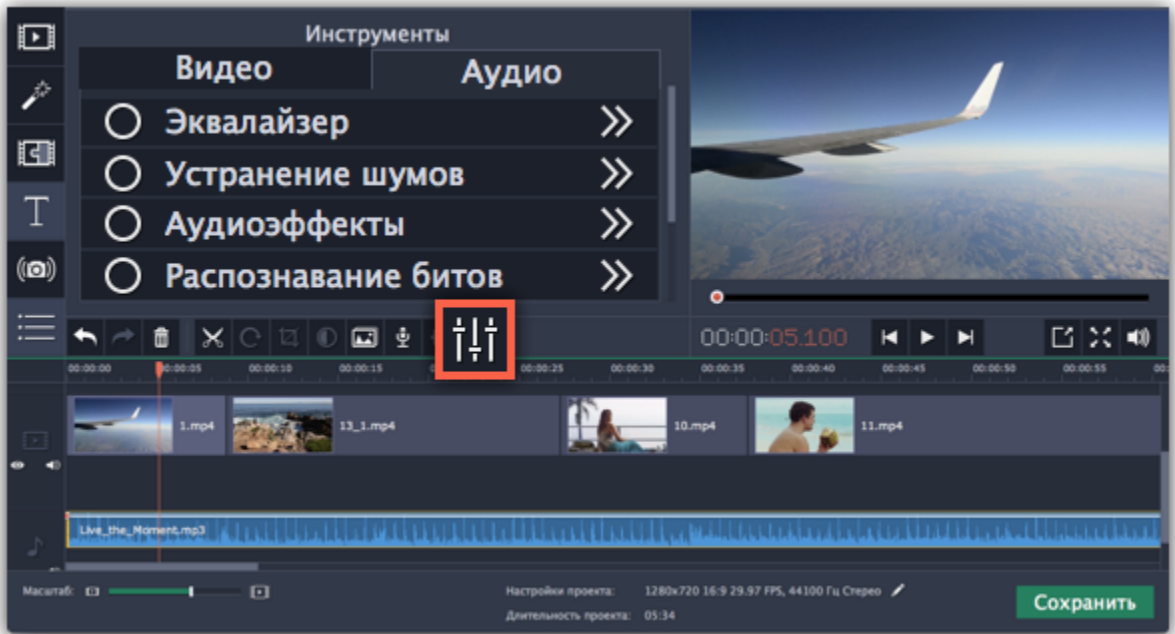 Инструменты
Видео Аудио
Эквалайзер
Устранение шумов
Аудиоэффекты
Распознавание битов
T
00:00:05.100
00:00:00 00:00:05 00:00:10 00:00:15 00:00:25 00:00:30 00:00:35 00:00:40 00:00:45 00:00:50 00:00:55
1.mp4 13_1.mp4 10.mp4 11.mp4
Live_the_Moment.mp3
Масштаб:
Настройки проекта: 1280x720 16:9 29.97 FPS, 44100 Гц Стерео
Длительность проекта: 05:34
Сохранить